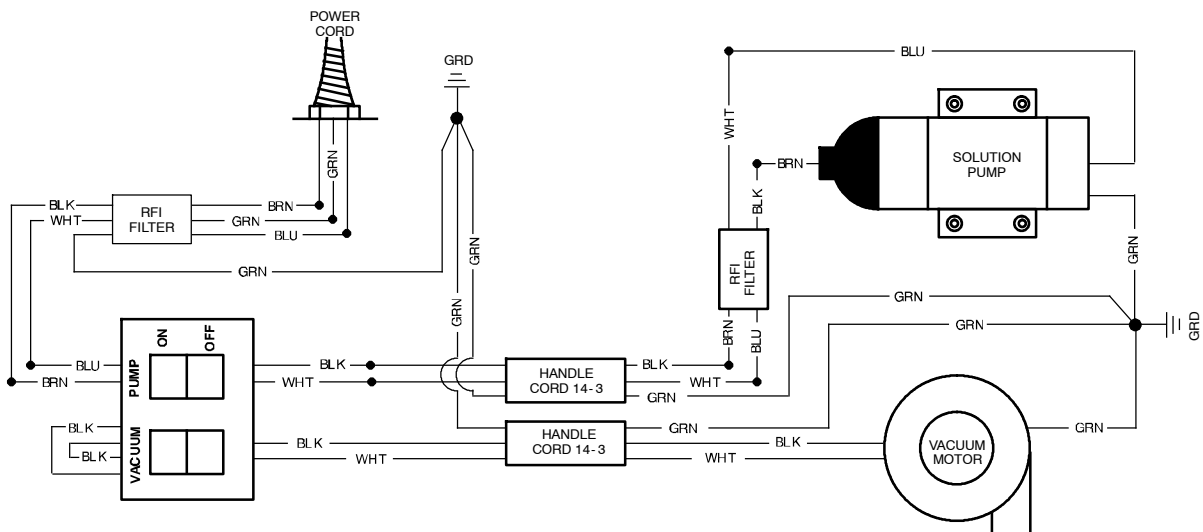 POWER
CORD
GRD
BLU
WHT
GRN
BRN
SOLUTION
PUMP
BLK
BLK
BRN
RFI
FILTER
WHT
GRN
BLU
GRN
GRN
GRN
RFI
FILTER
GRN
GRN
GRN
BRN
BLU
GRN
GRD
ON
OFF
PUMP
BLU
BRN
BLK
WHT
HANDLE
CORD 14-3
BLK
WHT
GRN
VACUUM
BLK
BLK
BLK
WHT
HANDLE
CORD 14-3
GRN
BLK
WHT
VACUUM
MOTOR
GRN